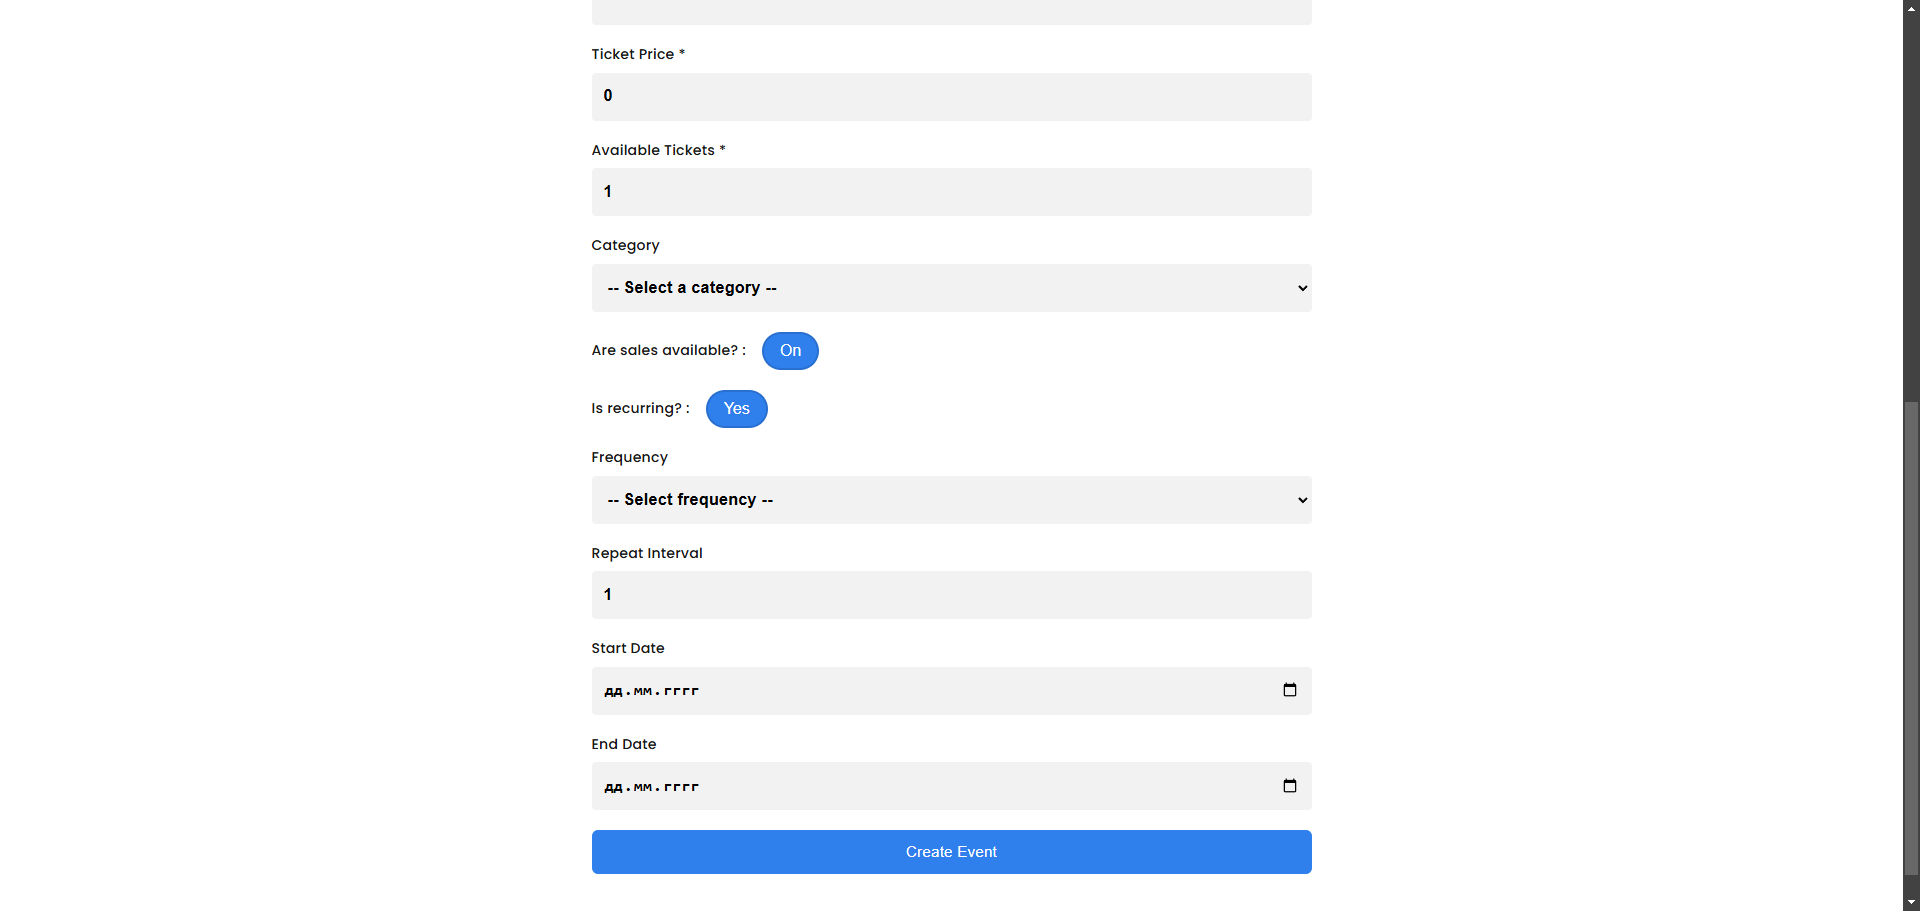 Ticket Price *
0
Available Tickets *
1
Category
-- Select a category --
Are sales available? : On
Is recurring? : Yes
Frequency
-- Select frequency --
Repeat Interval
1
Start Date
дд.мм.гггг
End Date
дд.мм.гггг
Create Event